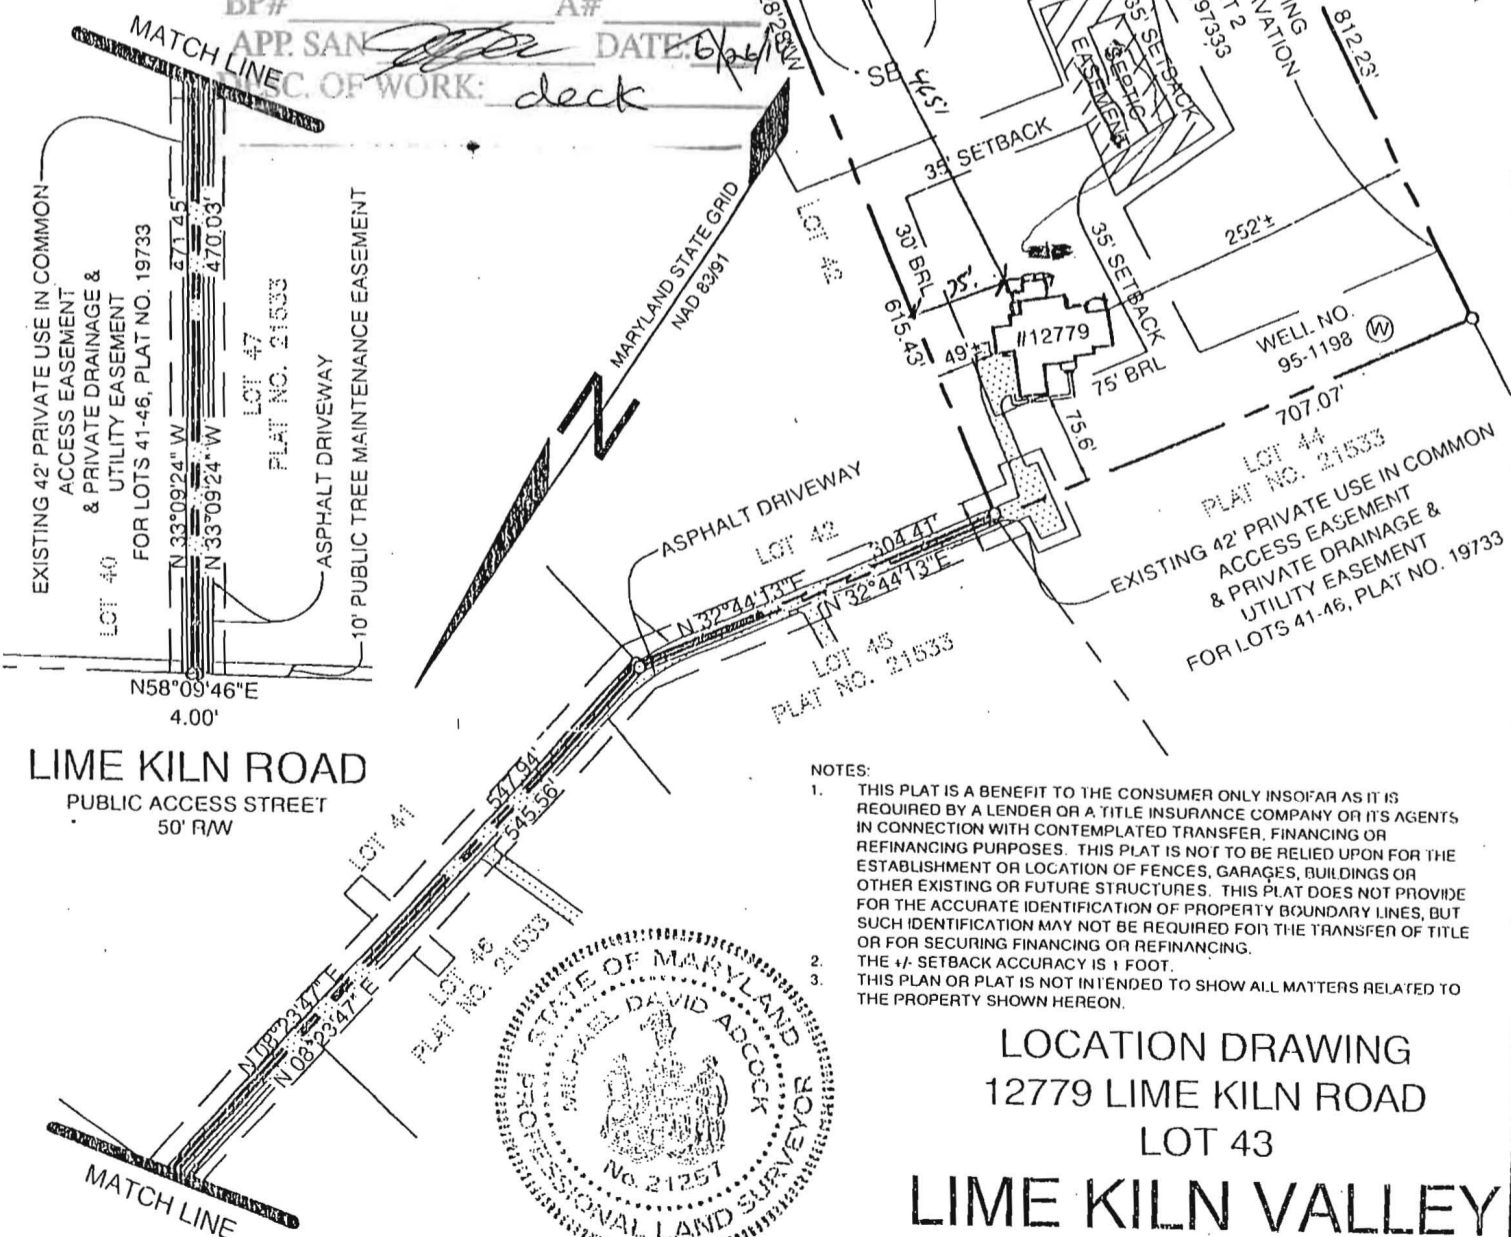 BP#
A#
APP. SAN
DATE: 6/26/1
DESC. OF WORK: deck
MATCH LINE
EXISTING 42' PRIVATE USE IN COMMON
ACCESS EASEMENT
& PRIVATE DRAINAGE &
UTILITY EASEMENT
FOR LOTS 41-46, PLAT NO. 19733
LOT 40
471.45'
470.03'
N 33°09'24" W
N 33°09'24" W
LOT 47
PLAT NO. 21533
ASPHALT DRIVEWAY
10' PUBLIC TREE MAINTENANCE EASEMENT
N58°09'46"E
4.00'
LIME KILN ROAD
PUBLIC ACCESS STREET
50' R/W
MARYLAND STATE GRID
NAD 83/91
N
SB
465'
35' SETBACK
SEPTIC
EASEMENT
35' SETBACK
812.23'
LOT 42
30' BRL
615.43'
75'
49'±
#12779
35' SETBACK
252'±
75' BRL
75.6'
WELL NO.
95-1198
W
707.07'
LOT 44
PLAT NO. 21533
EXISTING 42' PRIVATE USE IN COMMON
ACCESS EASEMENT
& PRIVATE DRAINAGE &
UTILITY EASEMENT
FOR LOTS 41-46, PLAT NO. 19733
ASPHALT DRIVEWAY
LOT 42
304.41'
N 32°44'13"E
N 32°44'13"E
LOT 45
PLAT NO. 21533
547.94'
545.56'
LOT 41
LOT 46
PLAT NO. 21533
N 08°23'47" E
N 08°23'47" E
MATCH LINE
STATE OF MARYLAND
MICHAEL DAVID ADCOCK
No. 21257
PROFESSIONAL LAND SURVEYOR
NOTES:
1. THIS PLAT IS A BENEFIT TO THE CONSUMER ONLY INSOFAR AS IT IS
REQUIRED BY A LENDER OR A TITLE INSURANCE COMPANY OR ITS AGENTS
IN CONNECTION WITH CONTEMPLATED TRANSFER, FINANCING OR
REFINANCING PURPOSES. THIS PLAT IS NOT TO BE RELIED UPON FOR THE
ESTABLISHMENT OR LOCATION OF FENCES, GARAGES, BUILDINGS OR
OTHER EXISTING OR FUTURE STRUCTURES. THIS PLAT DOES NOT PROVIDE
FOR THE ACCURATE IDENTIFICATION OF PROPERTY BOUNDARY LINES, BUT
SUCH IDENTIFICATION MAY NOT BE REQUIRED FOR THE TRANSFER OF TITLE
OR FOR SECURING FINANCING OR REFINANCING.
2. THE +/- SETBACK ACCURACY IS 1 FOOT.
3. THIS PLAN OR PLAT IS NOT INTENDED TO SHOW ALL MATTERS RELATED TO
THE PROPERTY SHOWN HEREON.
LOCATION DRAWING
12779 LIME KILN ROAD
LOT 43
LIME KILN VALLEY